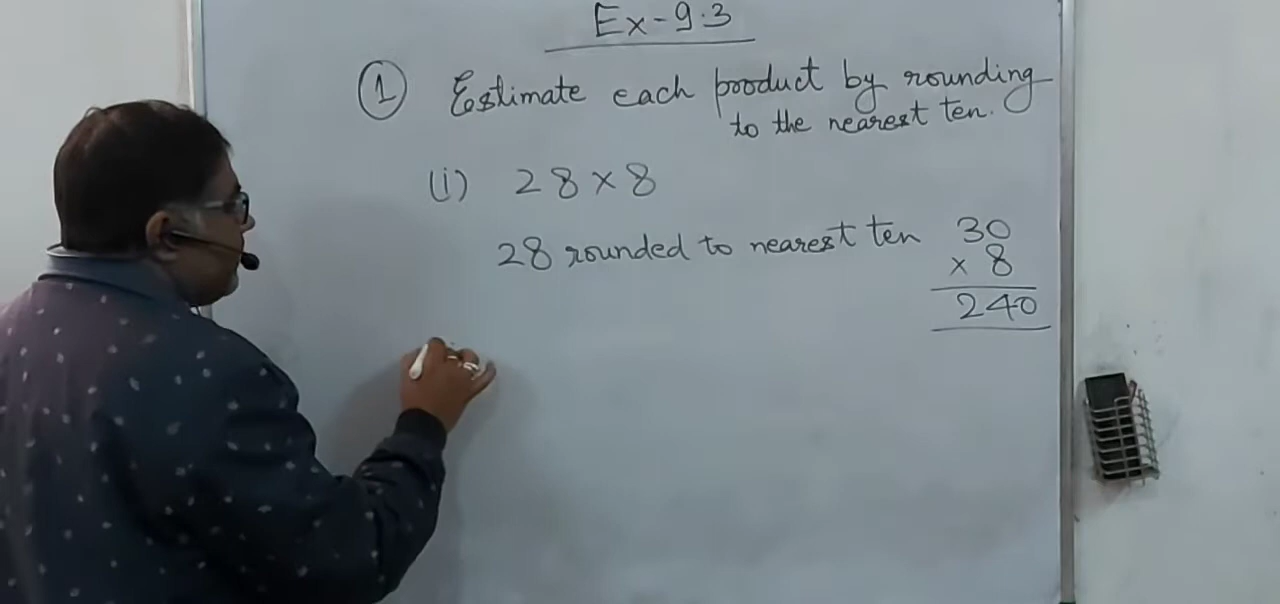 Ex-9.3
1 Estimate each product by rounding
to the nearest ten.
(i) 28×8
28 rounded to nearest ten 30
× 8
240